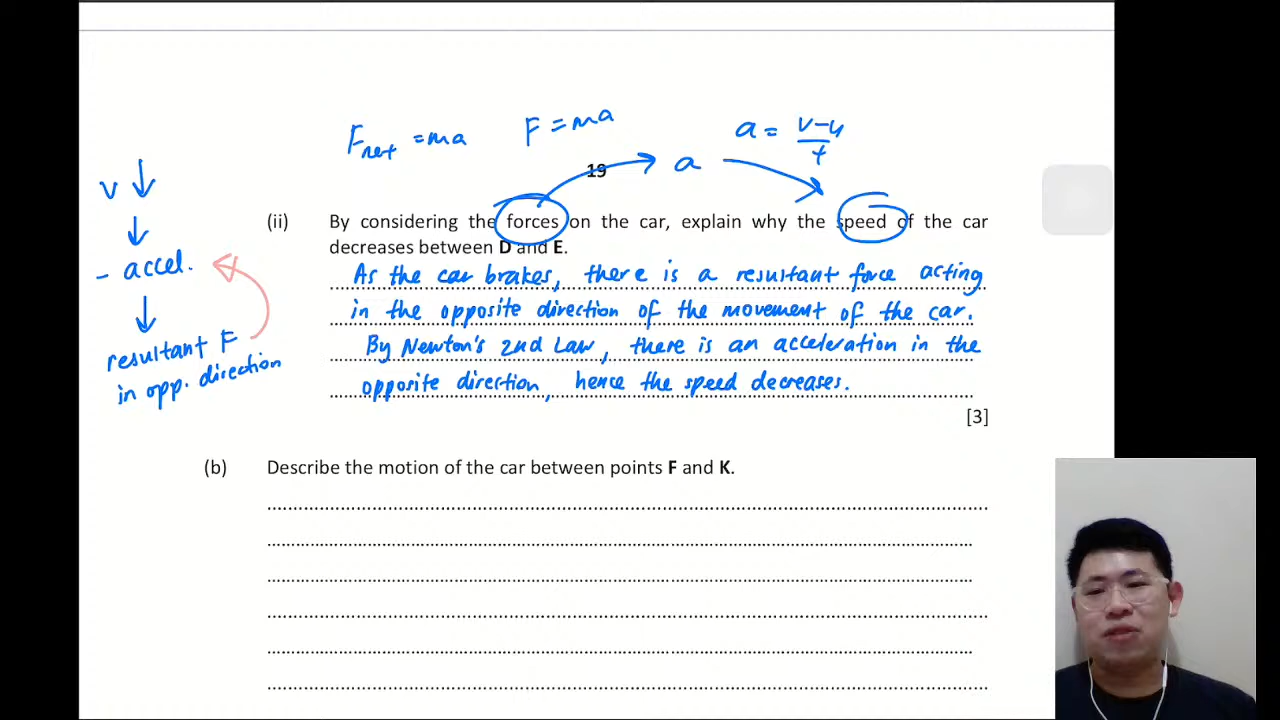 F_net = ma F = ma a = v-u/t
19 a
v ↓
↓
- accel.
↓
resultant F
in opp. direction
(ii) By considering the forces on the car, explain why the speed of the car
decreases between D and E.
As the car brakes, there is a resultant force acting
in the opposite direction of the movement of the car.
By Newton's 2nd Law, there is an acceleration in the
opposite direction, hence the speed decreases.
[3]
(b) Describe the motion of the car between points F and K.